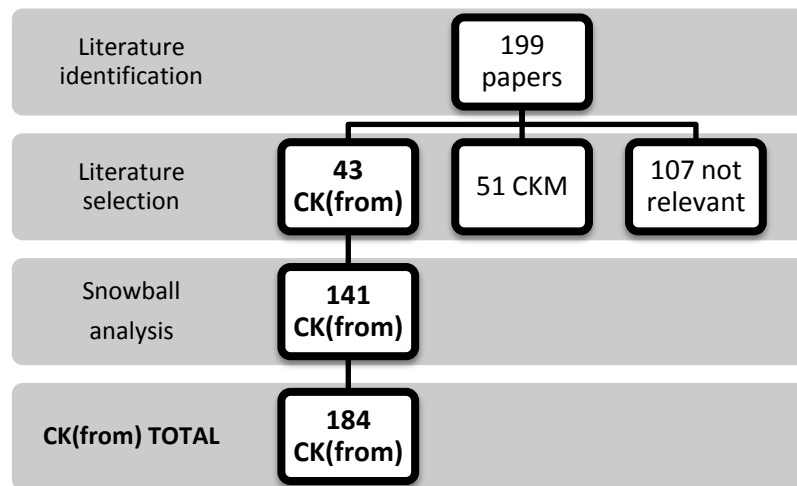 Literature
identification
199
papers
Literature
selection
43
CK(from)
51 CKM
107 not
relevant
Snowball
analysis
141
CK(from)
CK(from) TOTAL
184
CK(from)